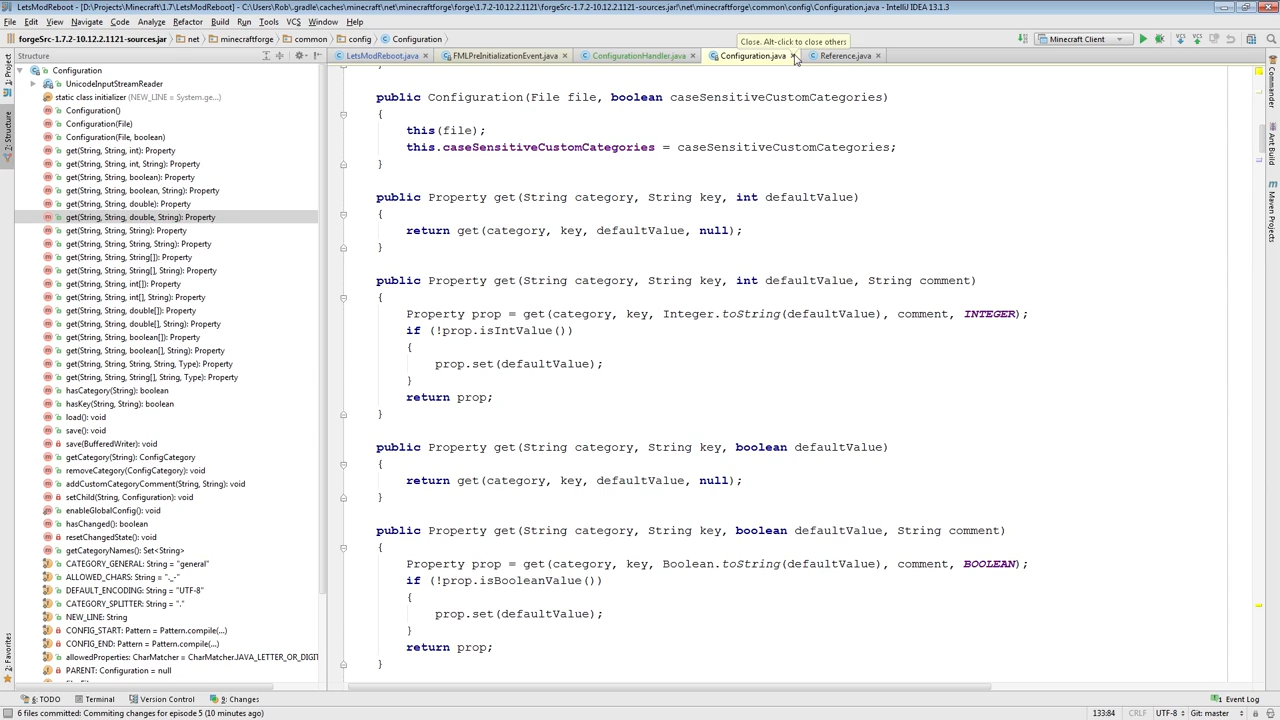 LetsModReboot - [D:\Projects\Minecraft\1.7\LetsModReboot] - C:\Users\Rob\.gradle\caches\minecraft\net\minecraftforge\forge\1.7.2-10.12.2.1121\forgeSrc-1.7.2-10.12.2.1121-sources.jar!\net\minecraftforge\common\config\Configuration.java - IntelliJ IDEA 13.1.3
File Edit View Navigate Code Analyze Refactor Build Run Tools VCS Window Help
forgeSrc-1.7.2-10.12.2.1121-sources.jar net minecraftforge common config Configuration Minecraft Client
Close. Alt-click to close others
Structure
LetsModReboot.java FMLPreInitializationEvent.java ConfigurationHandler.java Configuration.java Reference.java
1: Project
7: Structure
2: Favorites
Commander
Ant Build
Maven Projects
Configuration
UnicodeInputStreamReader
static class initializer (NEW_LINE = System.ge...)
Configuration()
Configuration(File)
Configuration(File, boolean)
get(String, String, int): Property
get(String, String, int, String): Property
get(String, String, boolean): Property
get(String, String, boolean, String): Property
get(String, String, double): Property
get(String, String, double, String): Property
get(String, String, String): Property
get(String, String, String, String): Property
get(String, String, String[]): Property
get(String, String, String[], String): Property
get(String, String, int[]): Property
get(String, String, int[], String): Property
get(String, String, double[]): Property
get(String, String, double[], String): Property
get(String, String, boolean[]): Property
get(String, String, boolean[], String): Property
get(String, String, String, String, Type): Property
get(String, String, String[], String, Type): Property
hasCategory(String): boolean
hasKey(String, String): boolean
load(): void
save(): void
save(BufferedWriter): void
getCategory(String): ConfigCategory
removeCategory(ConfigCategory): void
addCustomCategoryComment(String, String): void
setChild(String, Configuration): void
enableGlobalConfig(): void
hasChanged(): boolean
resetChangedState(): void
getCategoryNames(): Set<String>
CATEGORY_GENERAL: String = "general"
ALLOWED_CHARS: String = "._-"
DEFAULT_ENCODING: String = "UTF-8"
CATEGORY_SPLITTER: String = "."
NEW_LINE: String
CONFIG_START: Pattern = Pattern.compile(...)
CONFIG_END: Pattern = Pattern.compile(...)
allowedProperties: CharMatcher = CharMatcher.JAVA_LETTER_OR_DIGIT
PARENT: Configuration = null
public Configuration(File file, boolean caseSensitiveCustomCategories)
{
this(file);
this.caseSensitiveCustomCategories = caseSensitiveCustomCategories;
}
public Property get(String category, String key, int defaultValue)
{
return get(category, key, defaultValue, null);
}
public Property get(String category, String key, int defaultValue, String comment)
{
Property prop = get(category, key, Integer.toString(defaultValue), comment, INTEGER);
if (!prop.isIntValue())
{
prop.set(defaultValue);
}
return prop;
}
public Property get(String category, String key, boolean defaultValue)
{
return get(category, key, defaultValue, null);
}
public Property get(String category, String key, boolean defaultValue, String comment)
{
Property prop = get(category, key, Boolean.toString(defaultValue), comment, BOOLEAN);
if (!prop.isBooleanValue())
{
prop.set(defaultValue);
}
return prop;
}
6: TODO Terminal Version Control 9: Changes Event Log
6 files committed: Commiting changes for episode 5 (10 minutes ago) 133:84 CRLF UTF-8 Git: master